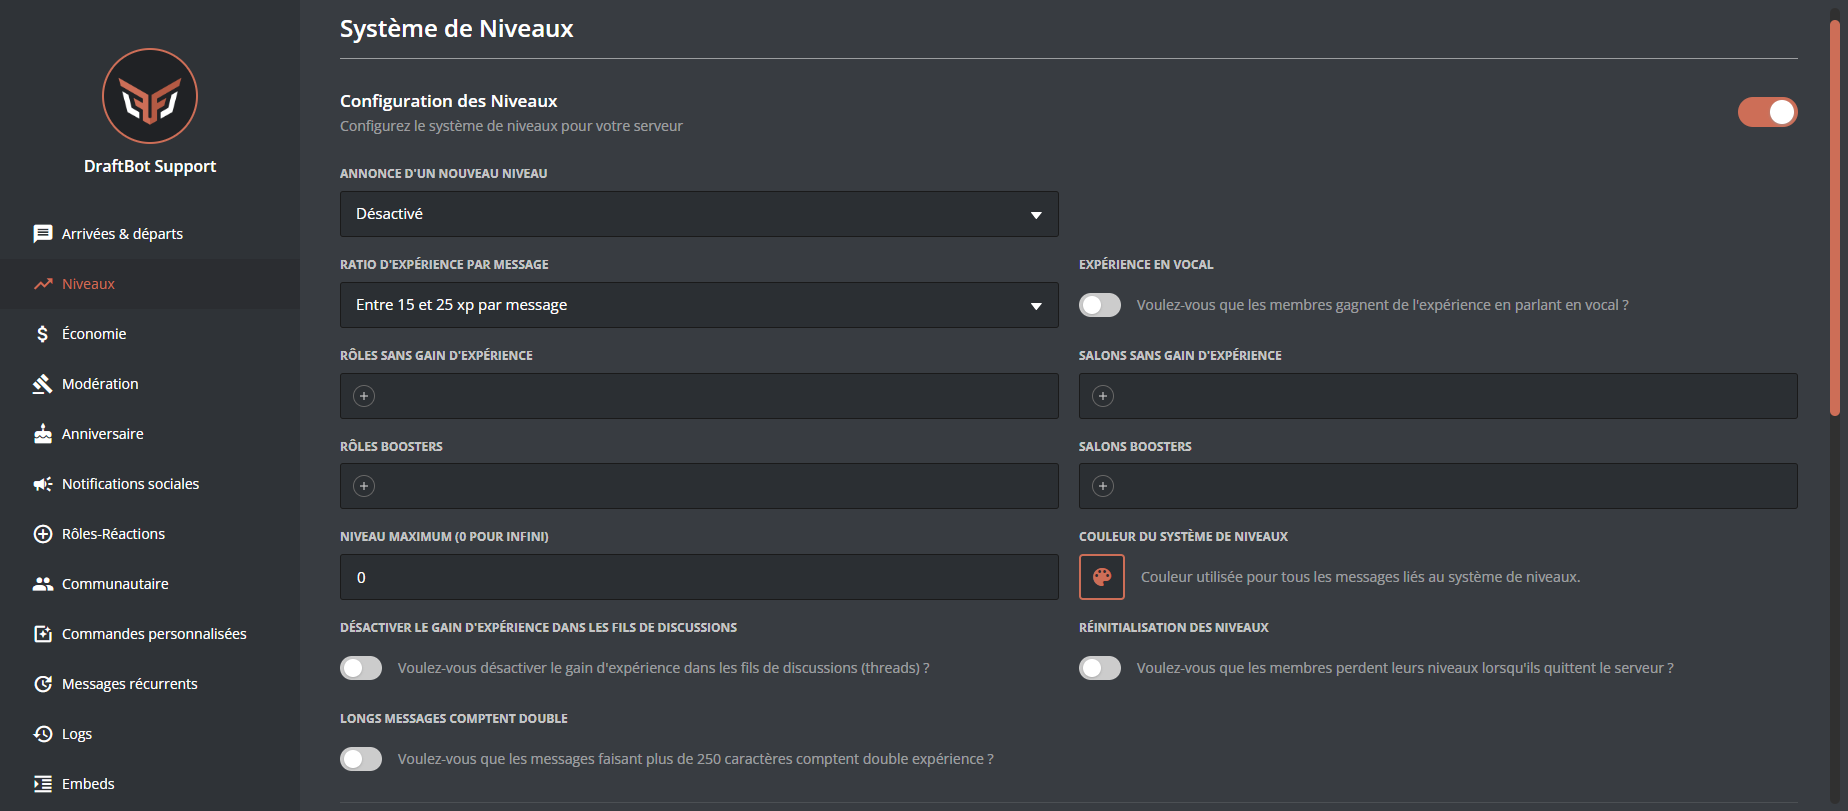 DraftBot Support
Arrivées & départs
Niveaux
Économie
Modération
Anniversaire
Notifications sociales
Rôles-Réactions
Communautaire
Commandes personnalisées
Messages récurrents
Logs
Embeds
Système de Niveaux
Configuration des Niveaux
Configurez le système de niveaux pour votre serveur
ANNONCE D'UN NOUVEAU NIVEAU
Désactivé
RATIO D'EXPÉRIENCE PAR MESSAGE
Entre 15 et 25 xp par message
EXPÉRIENCE EN VOCAL
Voulez-vous que les membres gagnent de l'expérience en parlant en vocal ?
RÔLES SANS GAIN D'EXPÉRIENCE
SALONS SANS GAIN D'EXPÉRIENCE
RÔLES BOOSTERS
SALONS BOOSTERS
NIVEAU MAXIMUM (0 POUR INFINI)
0
COULEUR DU SYSTÈME DE NIVEAUX
Couleur utilisée pour tous les messages liés au système de niveaux.
DÉSACTIVER LE GAIN D'EXPÉRIENCE DANS LES FILS DE DISCUSSIONS
Voulez-vous désactiver le gain d'expérience dans les fils de discussions (threads) ?
RÉINITIALISATION DES NIVEAUX
Voulez-vous que les membres perdent leurs niveaux lorsqu'ils quittent le serveur ?
LONGS MESSAGES COMPTENT DOUBLE
Voulez-vous que les messages faisant plus de 250 caractères comptent double expérience ?